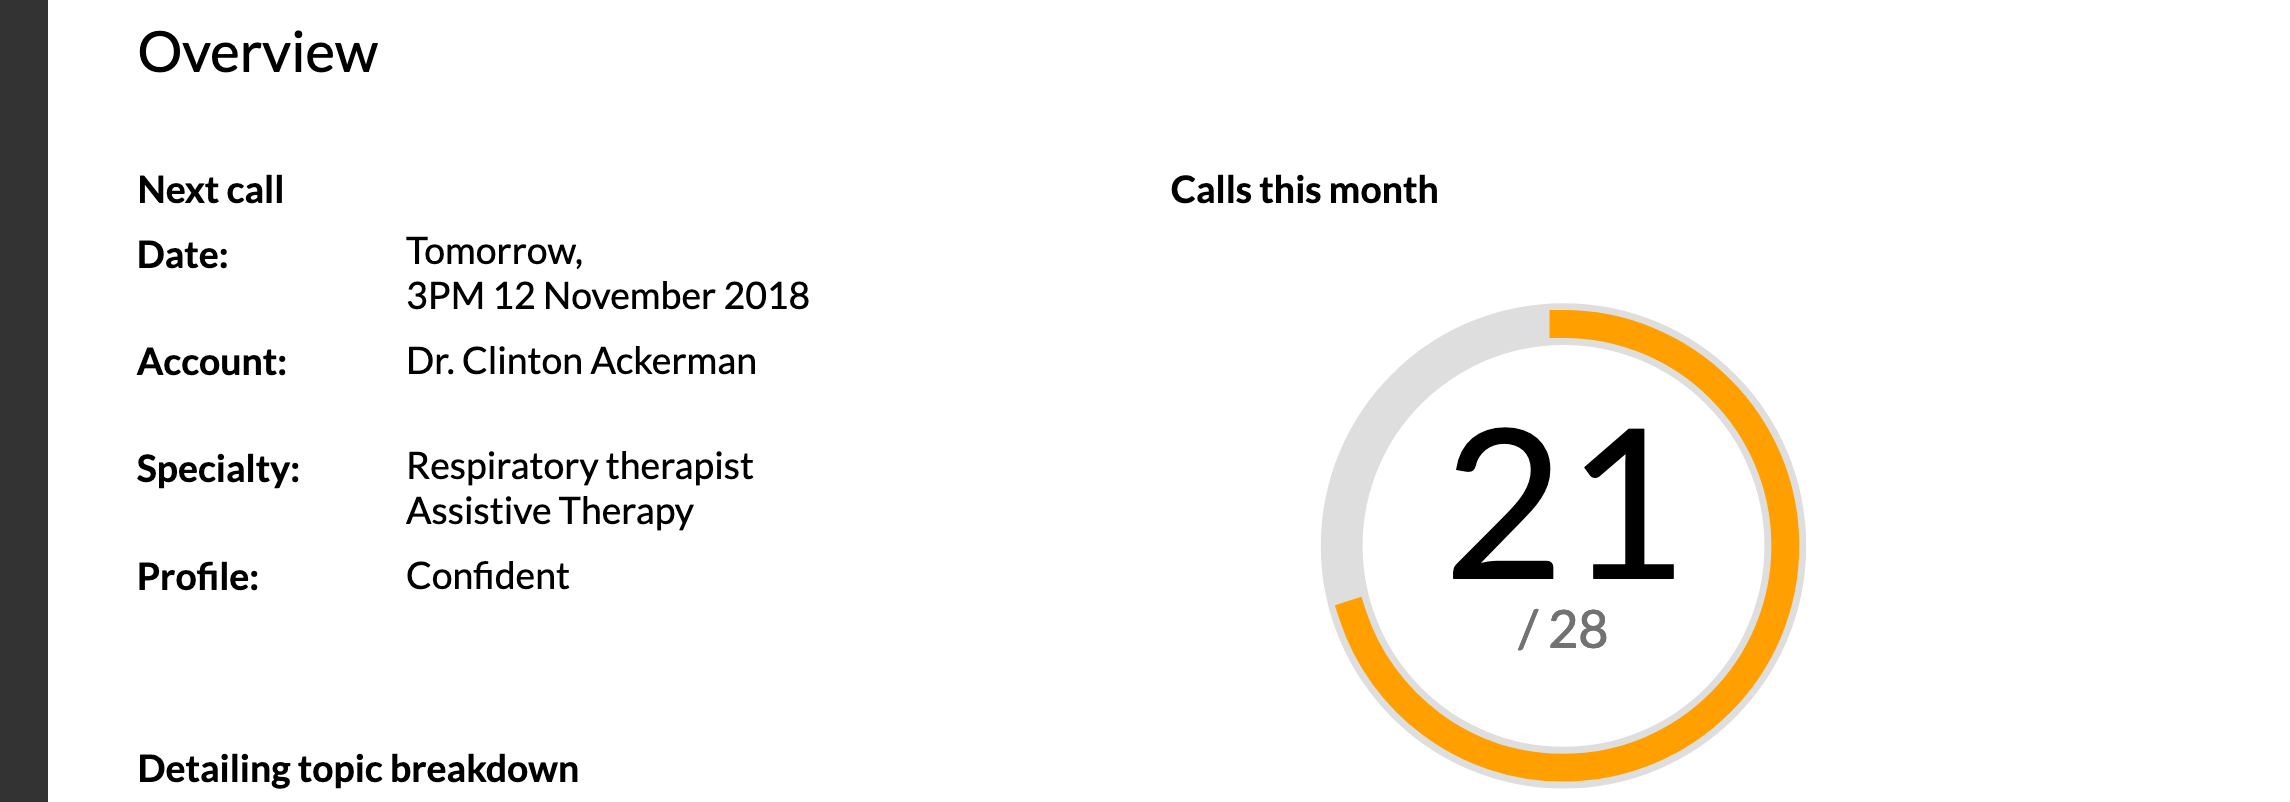 Overview
Next call
Date:
Tomorrow,
3PM 12 November 2018
Account:
Dr. Clinton Ackerman
Specialty:
Respiratory therapist
Assistive Therapy
Profile:
Confident
Calls this month
21
/ 28
Detailing topic breakdown